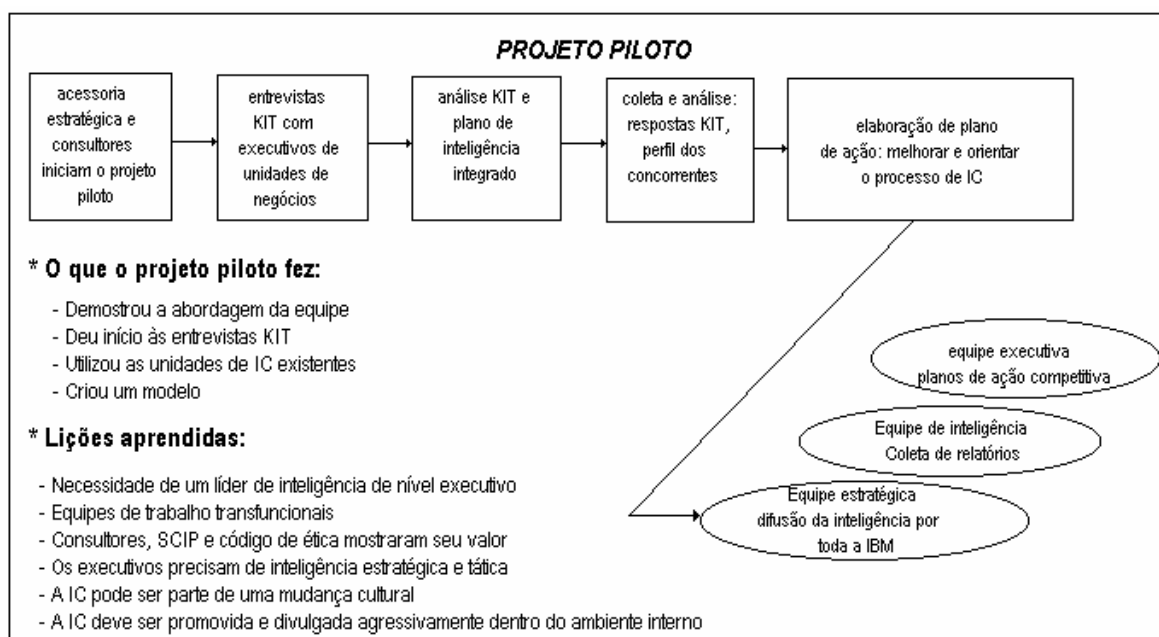 PROJETO PILOTO
acessoria
estratégica e
consultores
iniciam o projeto
piloto
entrevistas
KIT com
executivos de
unidades de
negócios
análise KIT e
plano de
inteligência
integrado
coleta e análise:
respostas KIT,
perfil dos
concorrentes
elaboração de plano
de ação: melhorar e orientar
o processo de IC
* O que o projeto piloto fez:
- Demostrou a abordagem da equipe
- Deu início às entrevistas KIT
- Utilizou as unidades de IC existentes
- Criou um modelo
equipe executiva
planos de ação competitiva
Equipe de inteligência
Coleta de relatórios
Equipe estratégica
difusão da inteligência por
toda a IBM
* Lições aprendidas:
- Necessidade de um líder de inteligência de nível executivo
- Equipes de trabalho transfuncionais
- Consultores, SCIP e código de ética mostraram seu valor
- Os executivos precisam de inteligência estratégica e tática
- A IC pode ser parte de uma mudança cultural
- A IC deve ser promovida e divulgada agressivamente dentro do ambiente interno